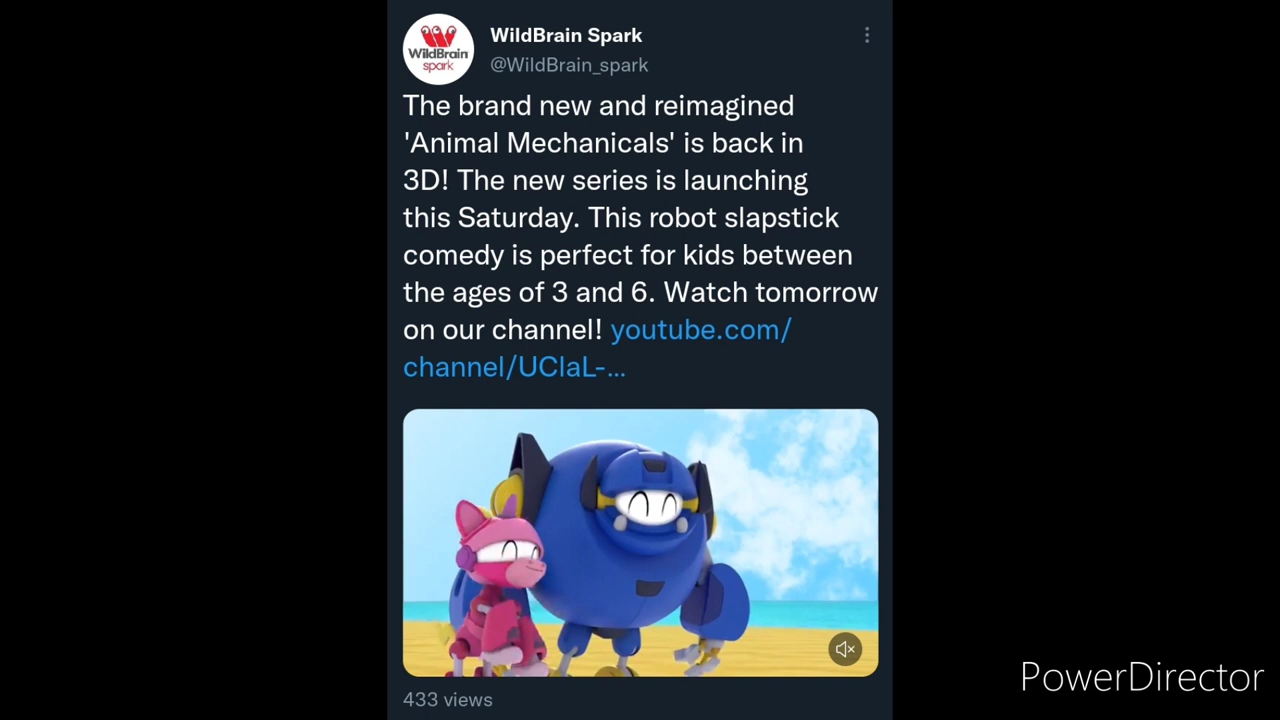 WildBrain Spark
@WildBrain_spark
WildBrain
spark
The brand new and reimagined
'Animal Mechanicals' is back in
3D! The new series is launching
this Saturday. This robot slapstick
comedy is perfect for kids between
the ages of 3 and 6. Watch tomorrow
on our channel! youtube.com/
channel/UClaL-...
433 views
PowerDirector